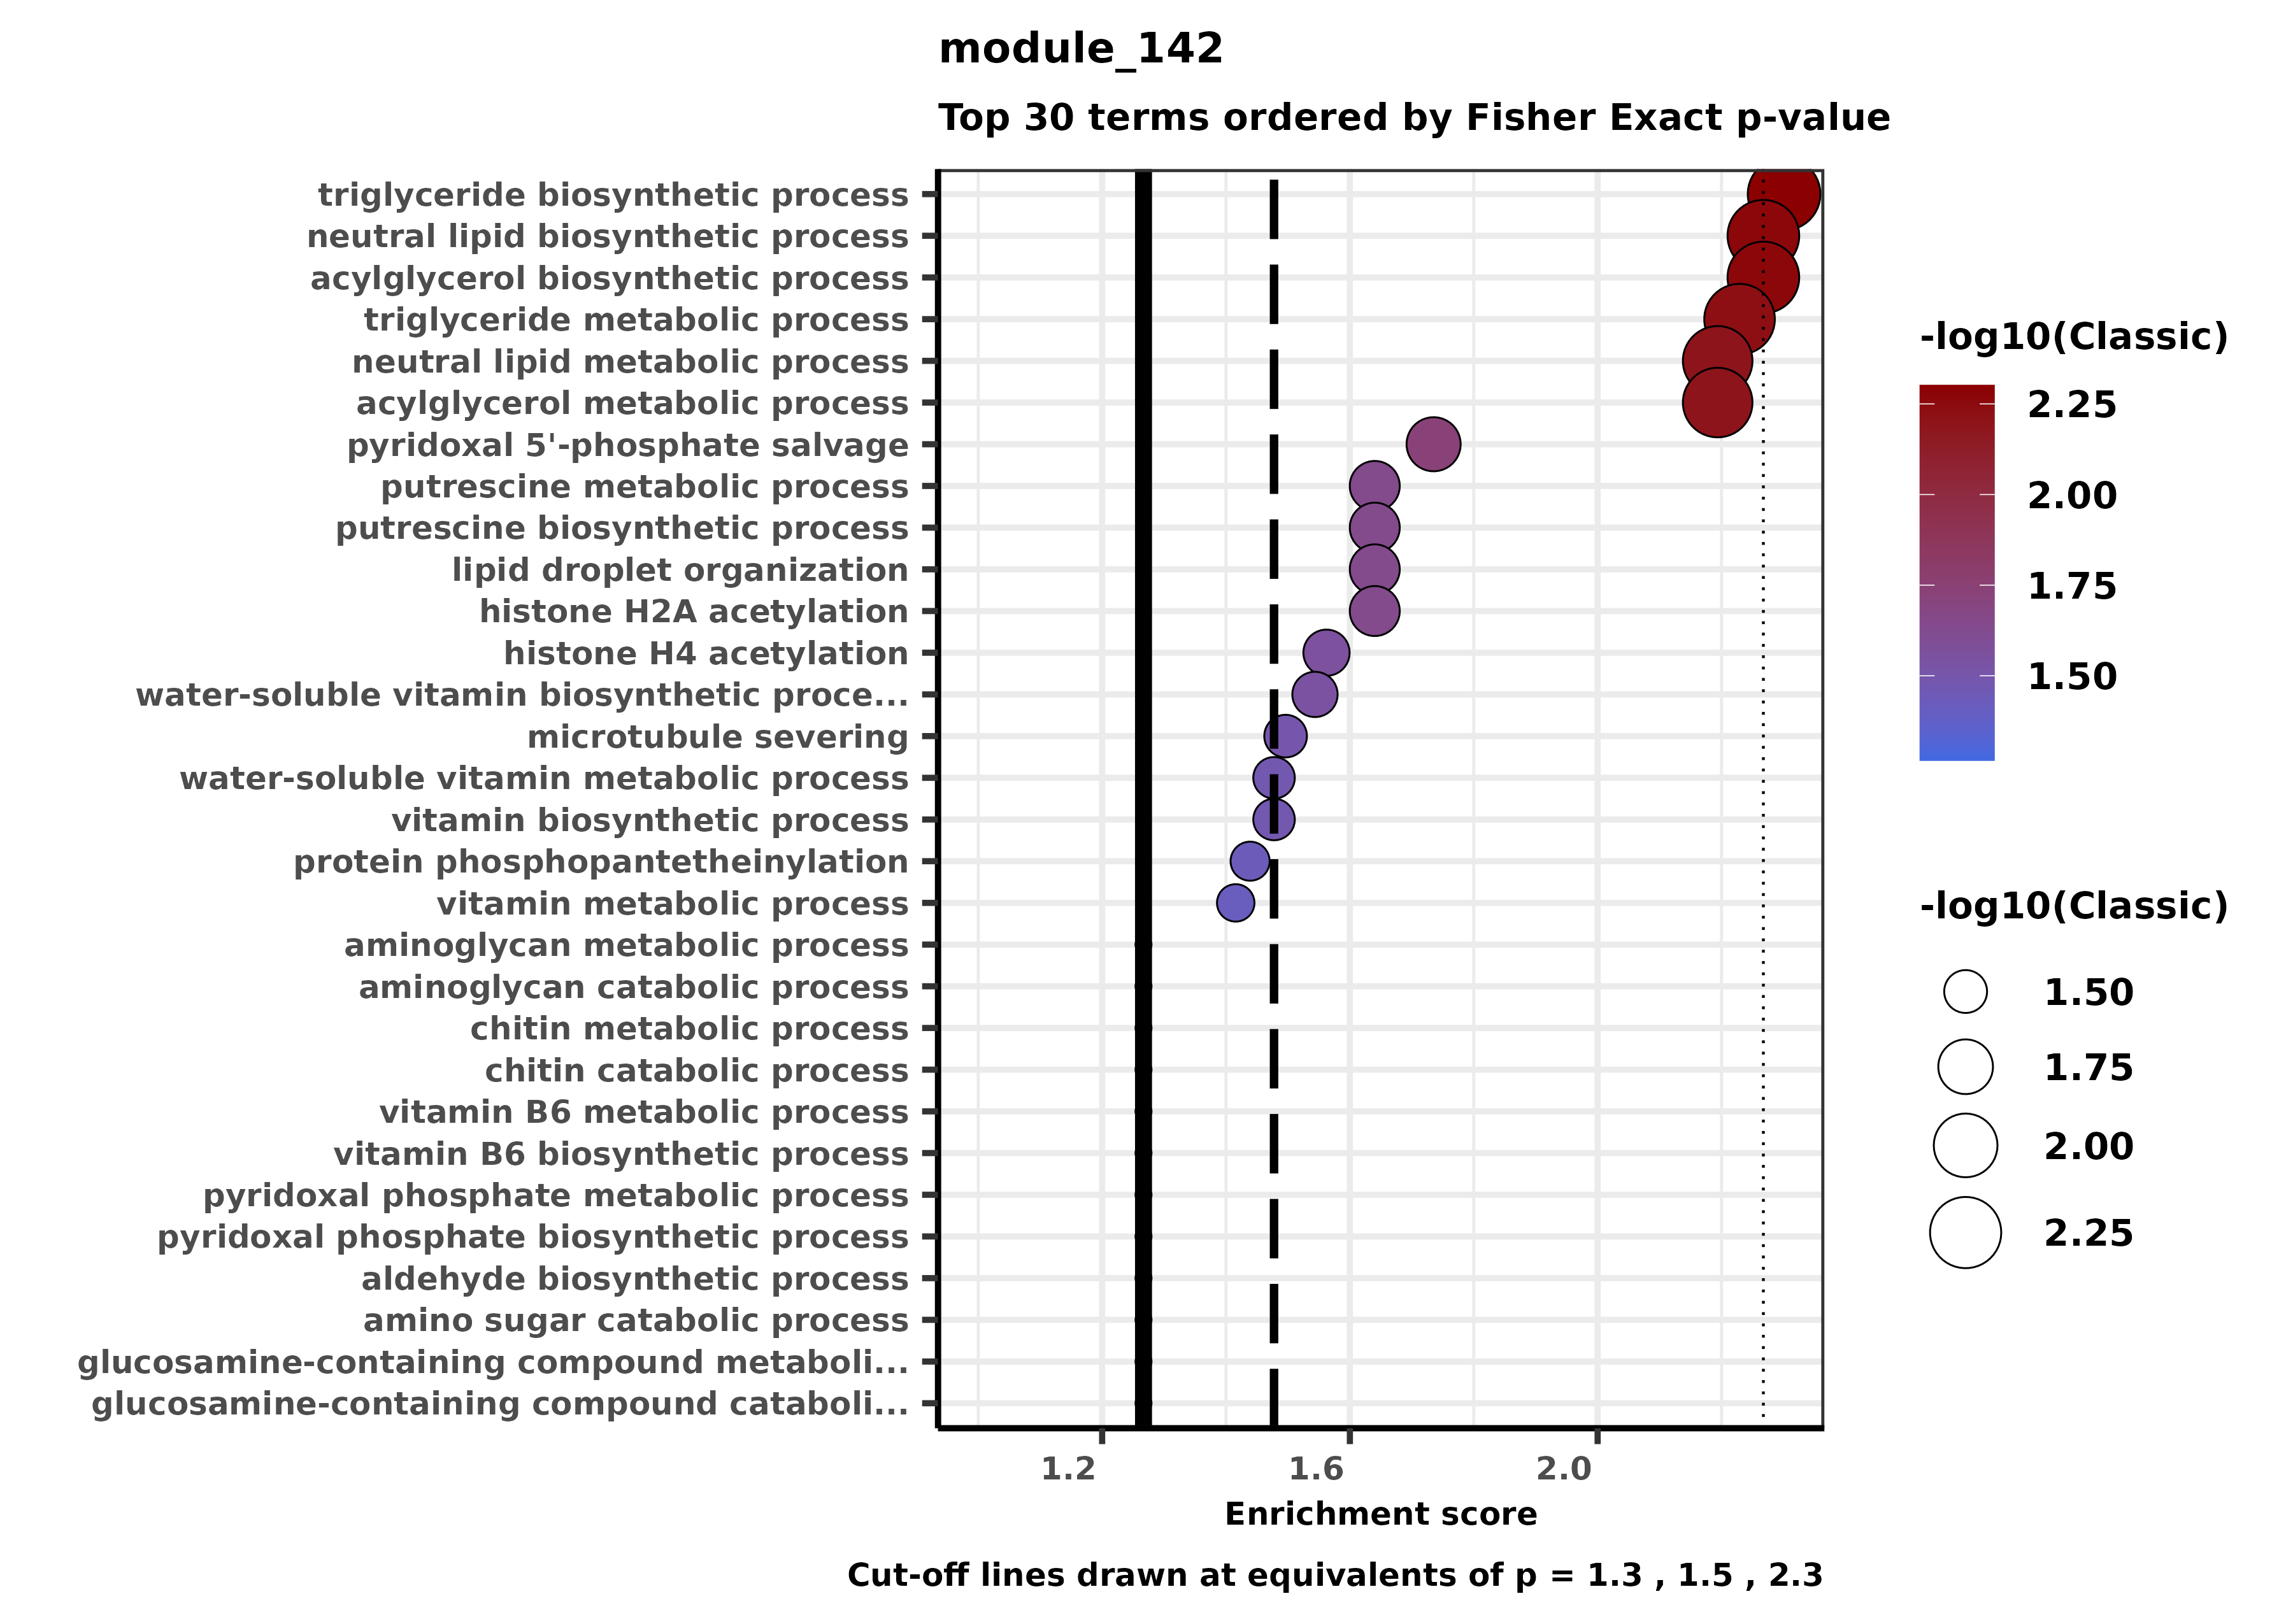 module_142
Top 30 terms ordered by Fisher Exact p-value
triglyceride biosynthetic process
neutral lipid biosynthetic process
acylglycerol biosynthetic process
triglyceride metabolic process
neutral lipid metabolic process
acylglycerol metabolic process
pyridoxal 5'-phosphate salvage
putrescine metabolic process
putrescine biosynthetic process
lipid droplet organization
histone H2A acetylation
histone H4 acetylation
water-soluble vitamin biosynthetic proce...
microtubule severing
water-soluble vitamin metabolic process
vitamin biosynthetic process
protein phosphopantetheinylation
vitamin metabolic process
aminoglycan metabolic process
aminoglycan catabolic process
chitin metabolic process
chitin catabolic process
vitamin B6 metabolic process
vitamin B6 biosynthetic process
pyridoxal phosphate metabolic process
pyridoxal phosphate biosynthetic process
aldehyde biosynthetic process
amino sugar catabolic process
glucosamine-containing compound metaboli...
glucosamine-containing compound cataboli...
1.2 1.6 2.0
Enrichment score
Cut-off lines drawn at equivalents of p = 1.3 , 1.5 , 2.3
-log10(Classic)
2.25
2.00
1.75
1.50
-log10(Classic)
1.50
1.75
2.00
2.25